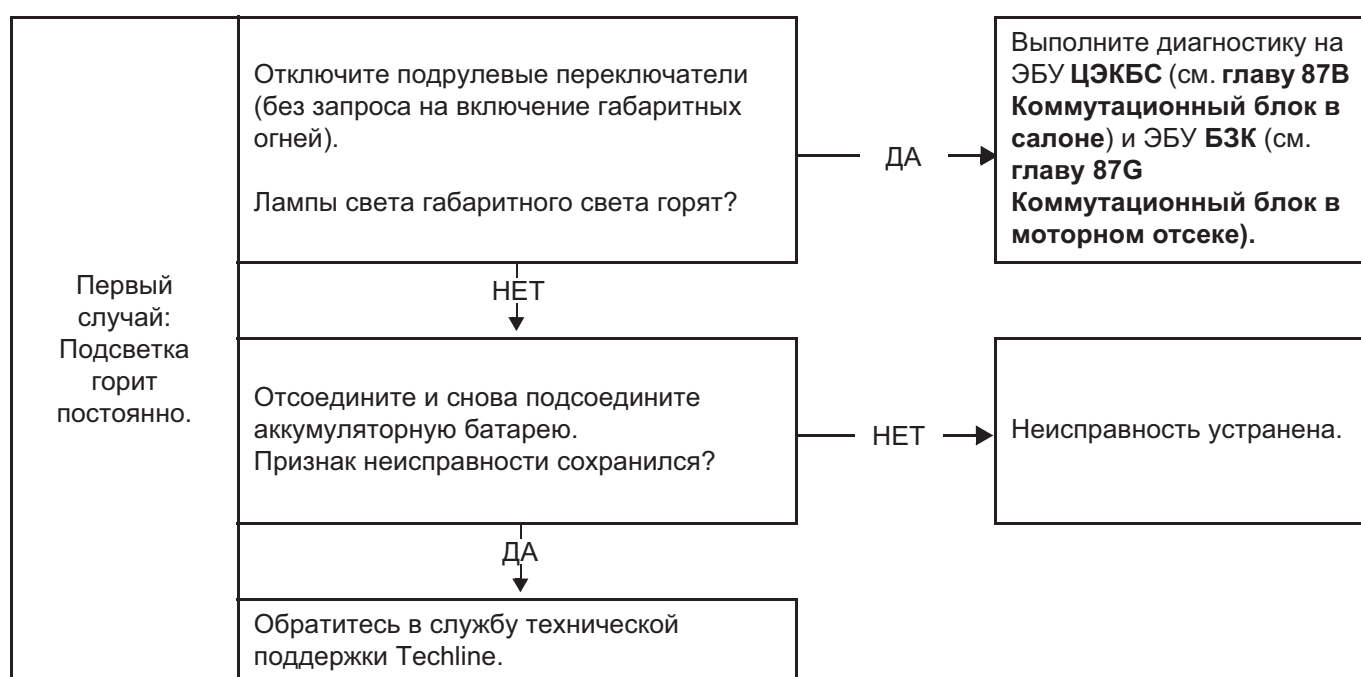 Первый
случай:
Подсветка
горит
постоянно.
Отключите подрулевые переключатели
(без запроса на включение габаритных
огней).
Лампы света габаритного света горят?
ДА
Выполните диагностику на
ЭБУ ЦЭКБС (см. главу 87B
Коммутационный блок в
салоне) и ЭБУ БЗК (см.
главу 87G
Коммутационный блок в
моторном отсеке).
НЕТ
Отсоедините и снова подсоедините
аккумуляторную батарею.
Признак неисправности сохранился?
НЕТ
Неисправность устранена.
ДА
Обратитесь в службу технической
поддержки Techline.